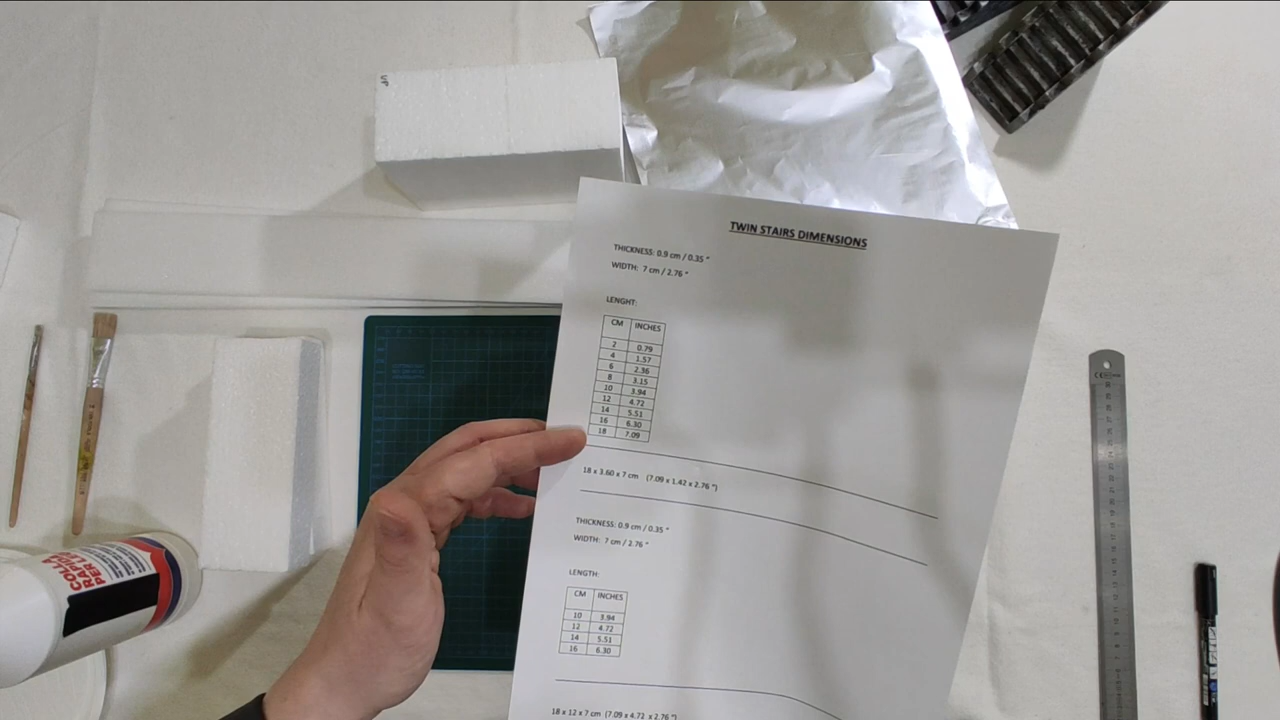 UP
TWIN STAIRS DIMENSIONS
THICKNESS: 0.9 cm / 0.35 "
WIDTH: 7 cm / 2.76 "
LENGHT:
CM INCHES
2 0.79
4 1.57
6 2.36
8 3.15
10 3.94
12 4.72
14 5.51
16 6.30
18 7.09
18 x 3.60 x 7 cm (7.09 x 1.42 x 2.76 ")
THICKNESS: 0.9 cm / 0.35 "
WIDTH: 7 cm / 2.76 "
LENGTH:
CM INCHES
10 3.94
12 4.72
14 5.51
16 6.30
18 x 12 x 7 cm (7.09 x 4.72 x 2.76 ")
COLA
RAPIDA
PER